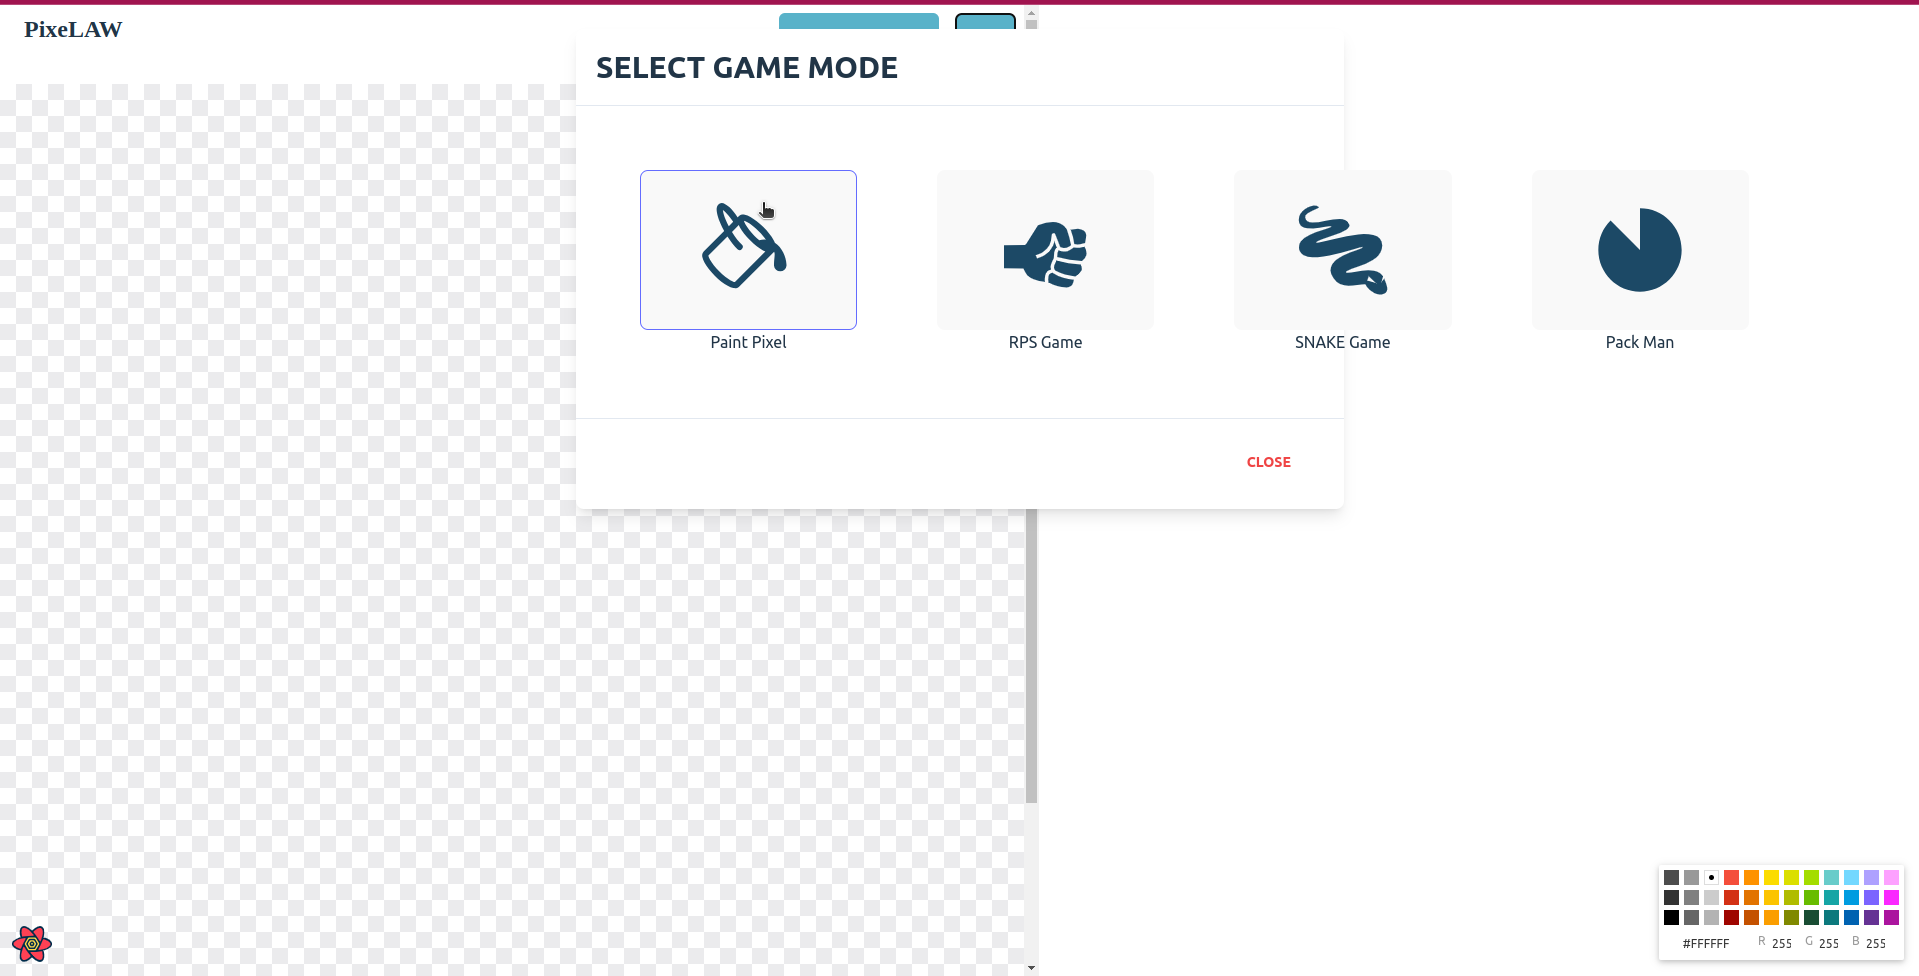 PixeLAW
SELECT GAME MODE
Paint Pixel
RPS Game
SNAKE Game
Pack Man
CLOSE
#FFFFFF R 255 G 255 B 255